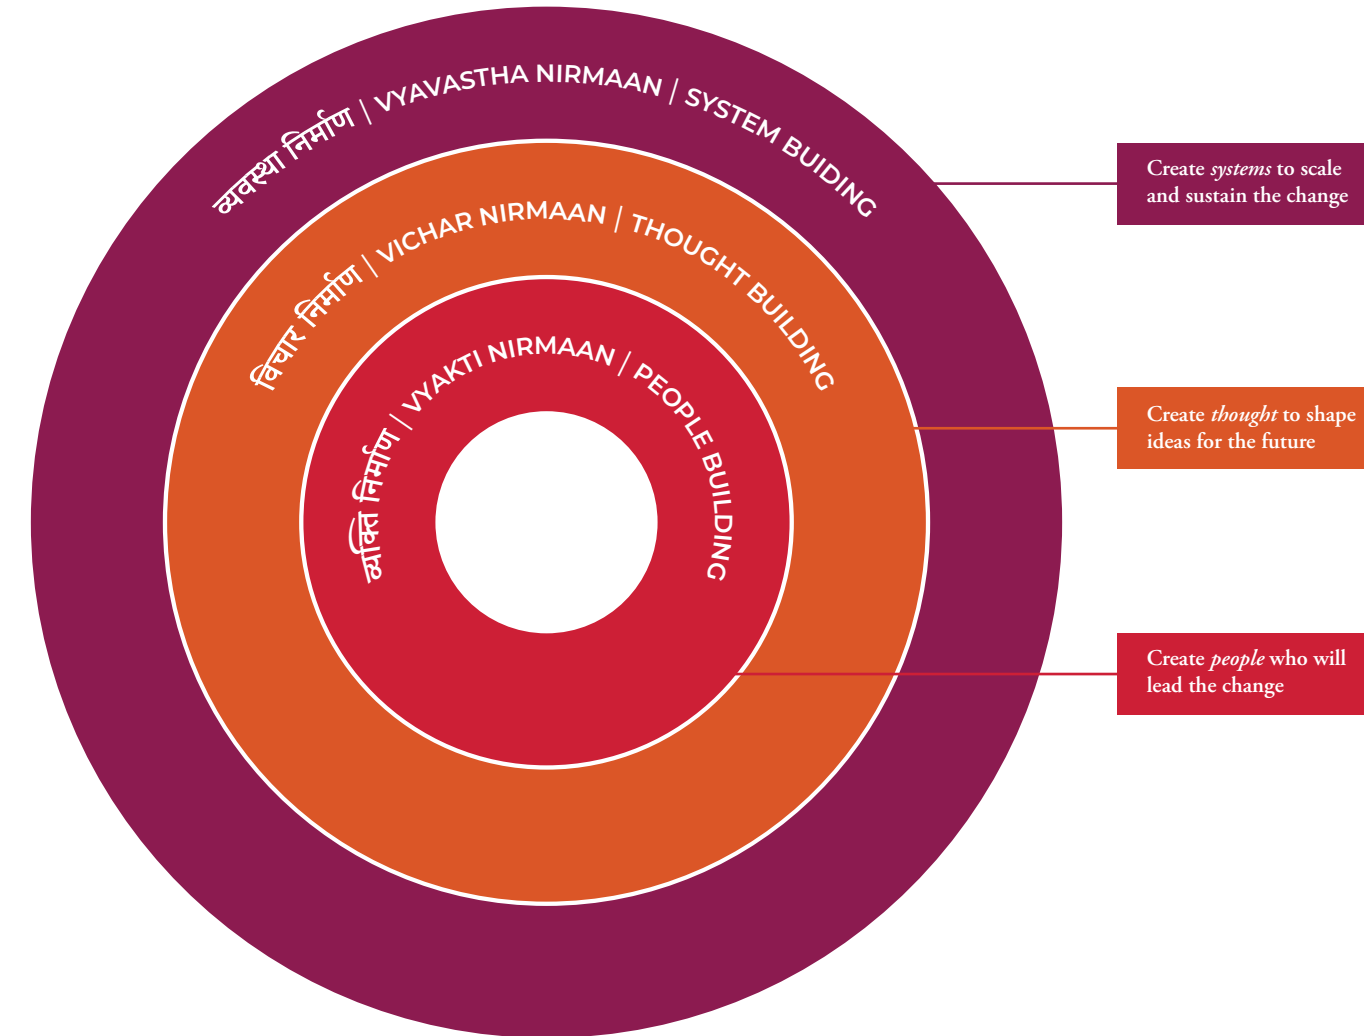 व्यवस्था निर्माण | VYAVASTHA NIRMAAN | SYSTEM BUIDING
Create systems to scale
and sustain the change
विचार निर्माण | VICHAR NIRMAAN | THOUGHT BUILDING
Create thought to shape
ideas for the future
व्यक्ति निर्माण | VYAKTI NIRMAAN | PEOPLE BUILDING
Create people who will
lead the change